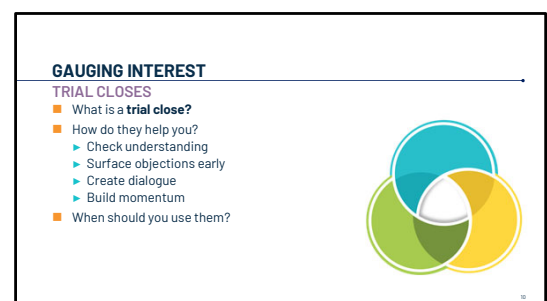 GAUGING INTEREST
TRIAL CLOSES
What is a trial close?
How do they help you?
Check understanding
Surface objections early
Create dialogue
Build momentum
When should you use them?
10